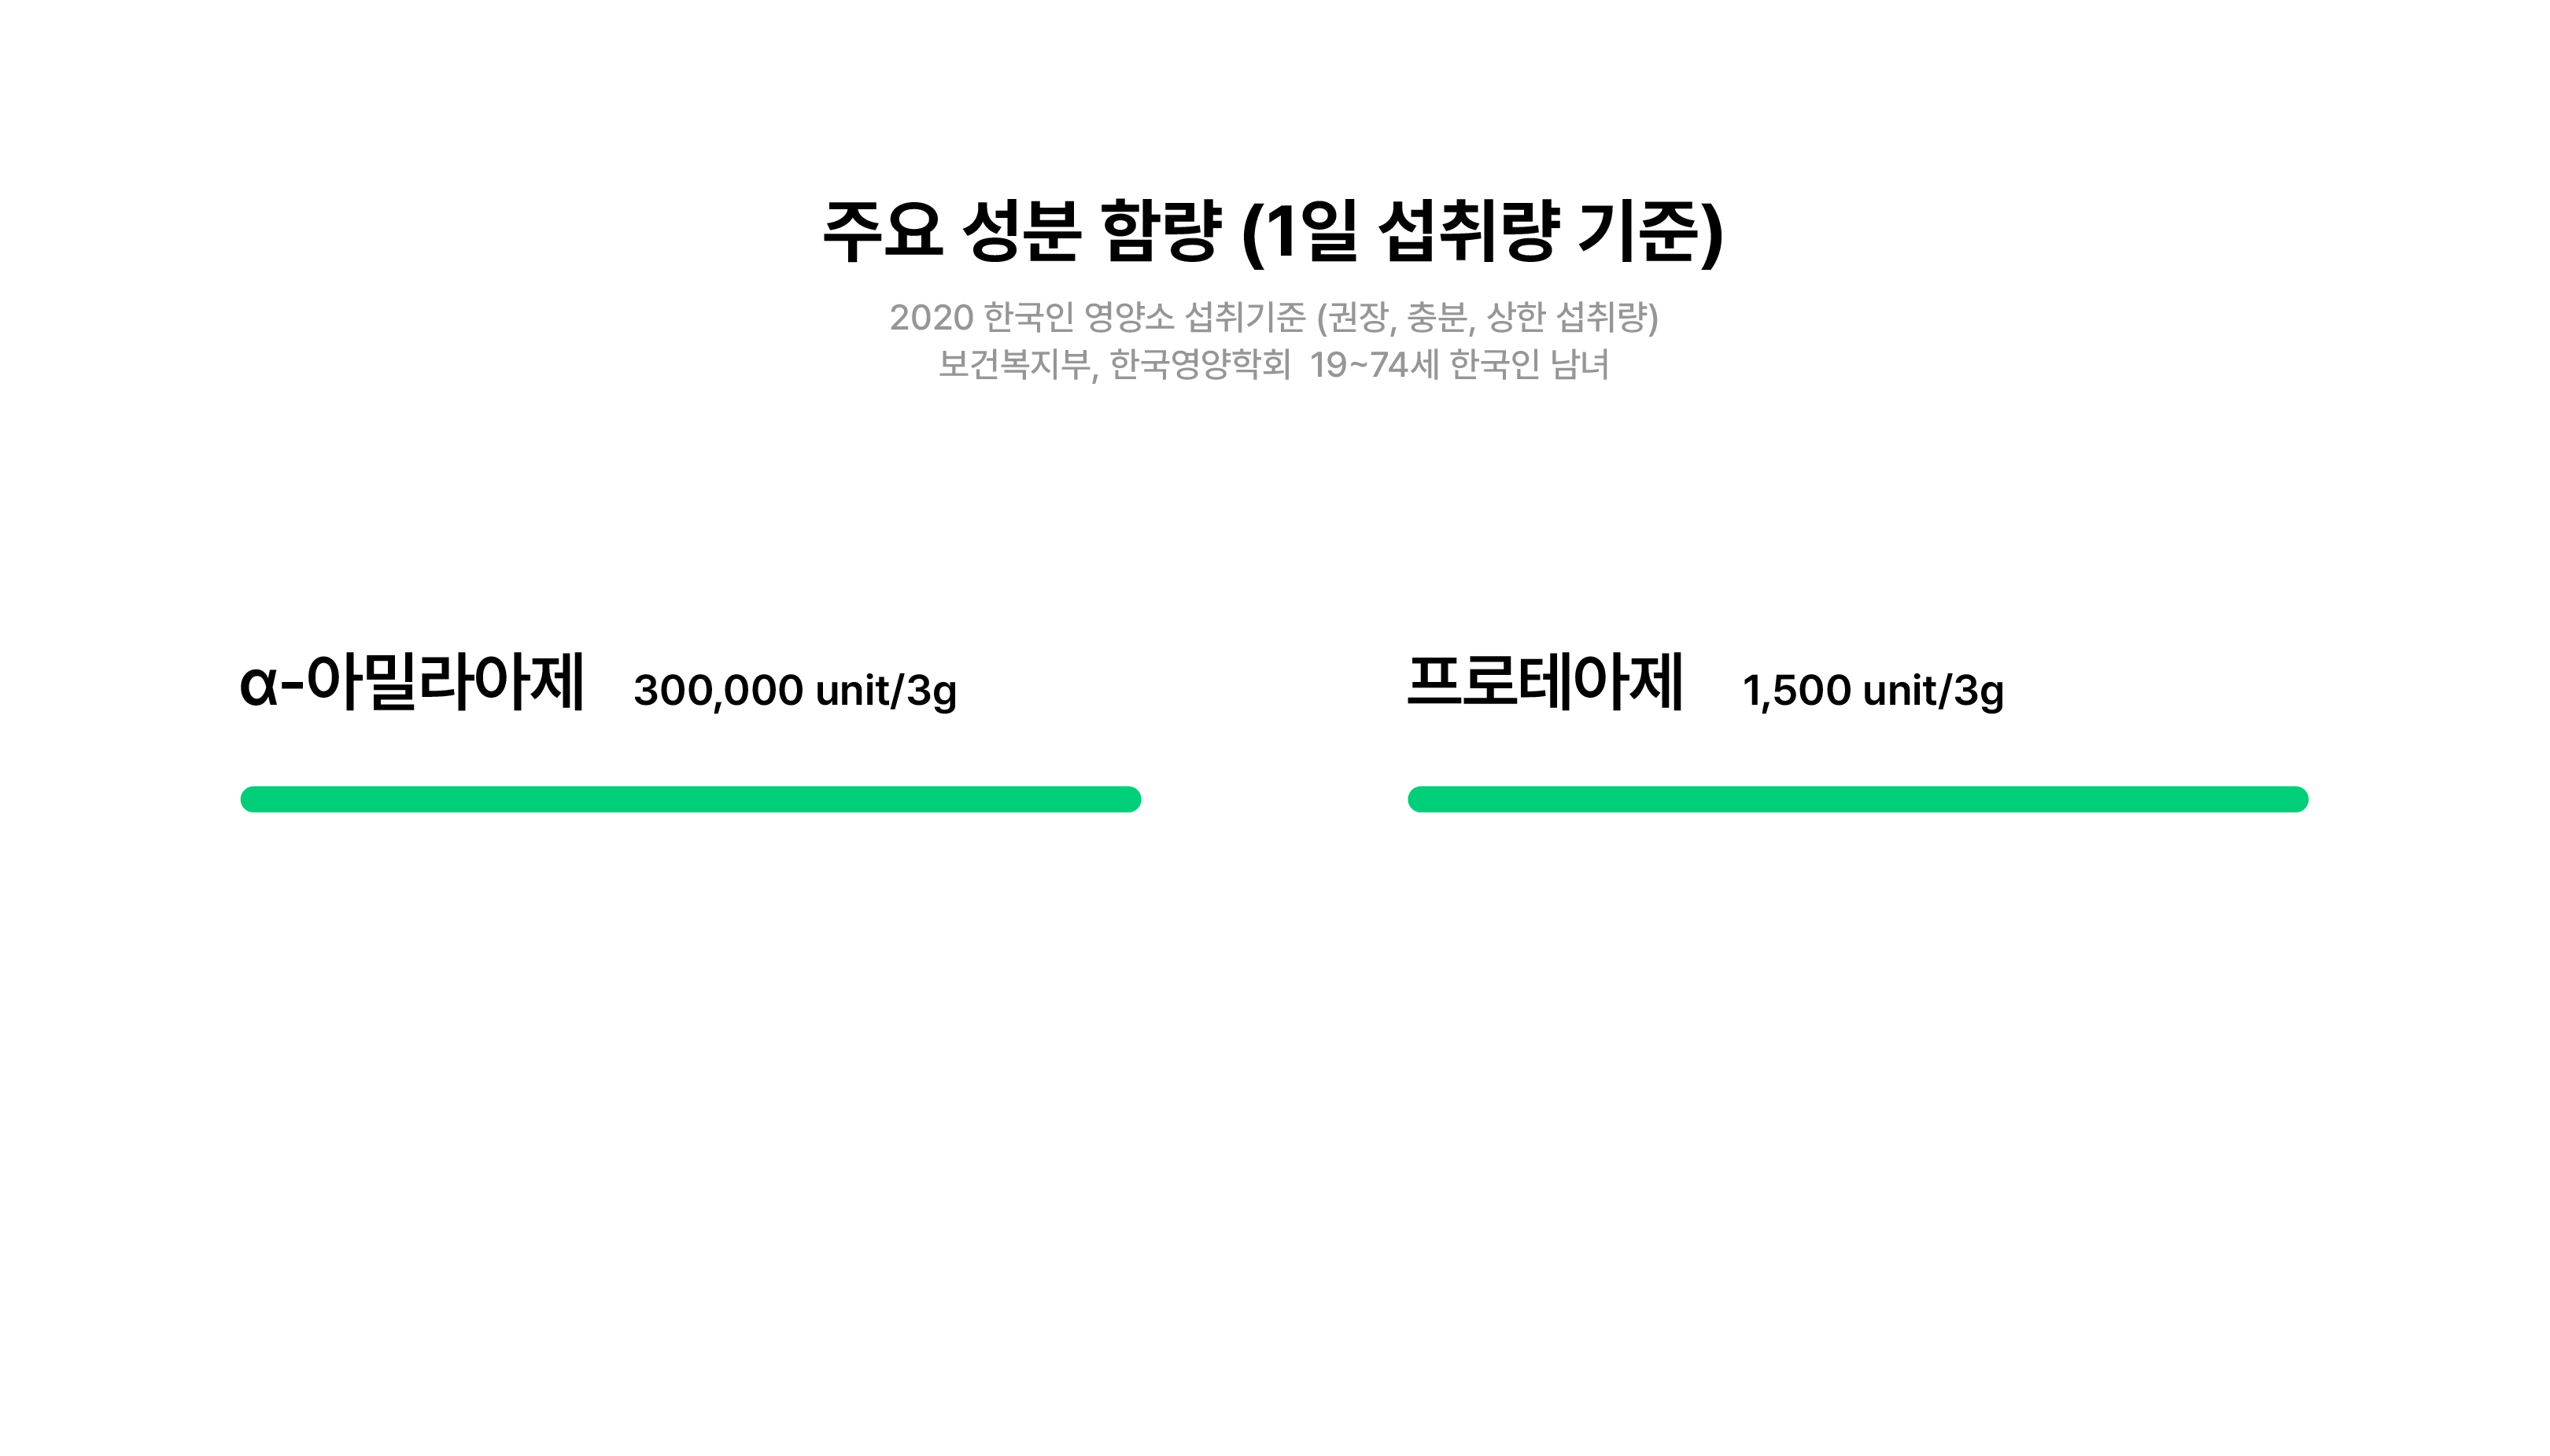 주요 성분 함량 (1일 섭취량 기준)
2020 한국인 영양소 섭취기준 (권장, 충분, 상한 섭취량)
보건복지부, 한국영양학회 19~74세 한국인 남녀
α-아밀라아제 300,000 unit/3g
프로테아제 1,500 unit/3g